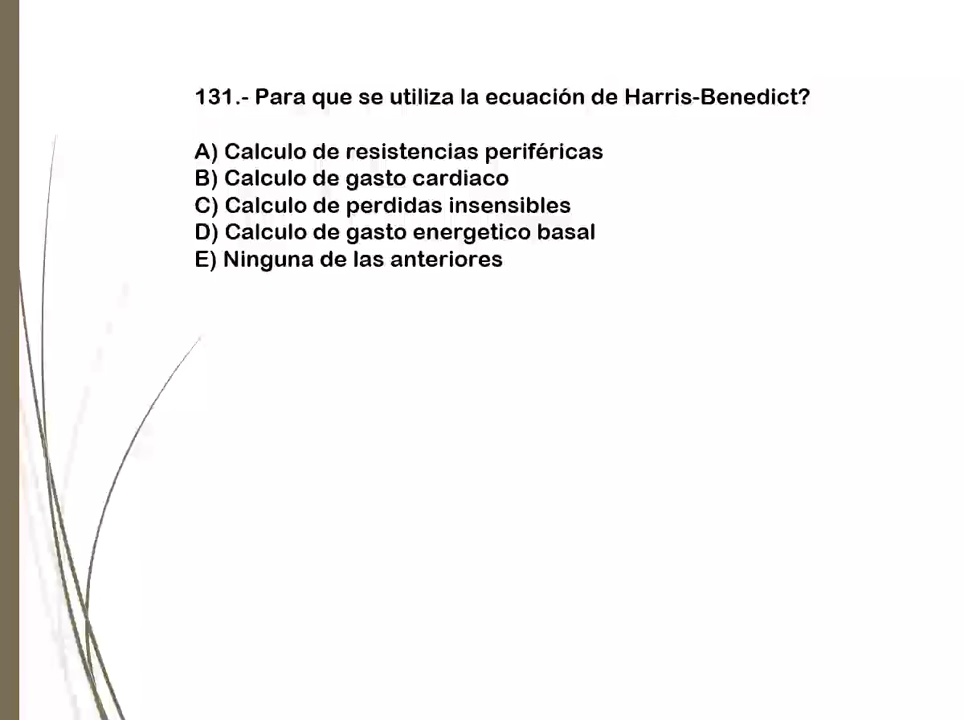 131.- Para que se utiliza la ecuación de Harris-Benedict?
A) Calculo de resistencias periféricas
B) Calculo de gasto cardiaco
C) Calculo de perdidas insensibles
D) Calculo de gasto energetico basal
E) Ninguna de las anteriores